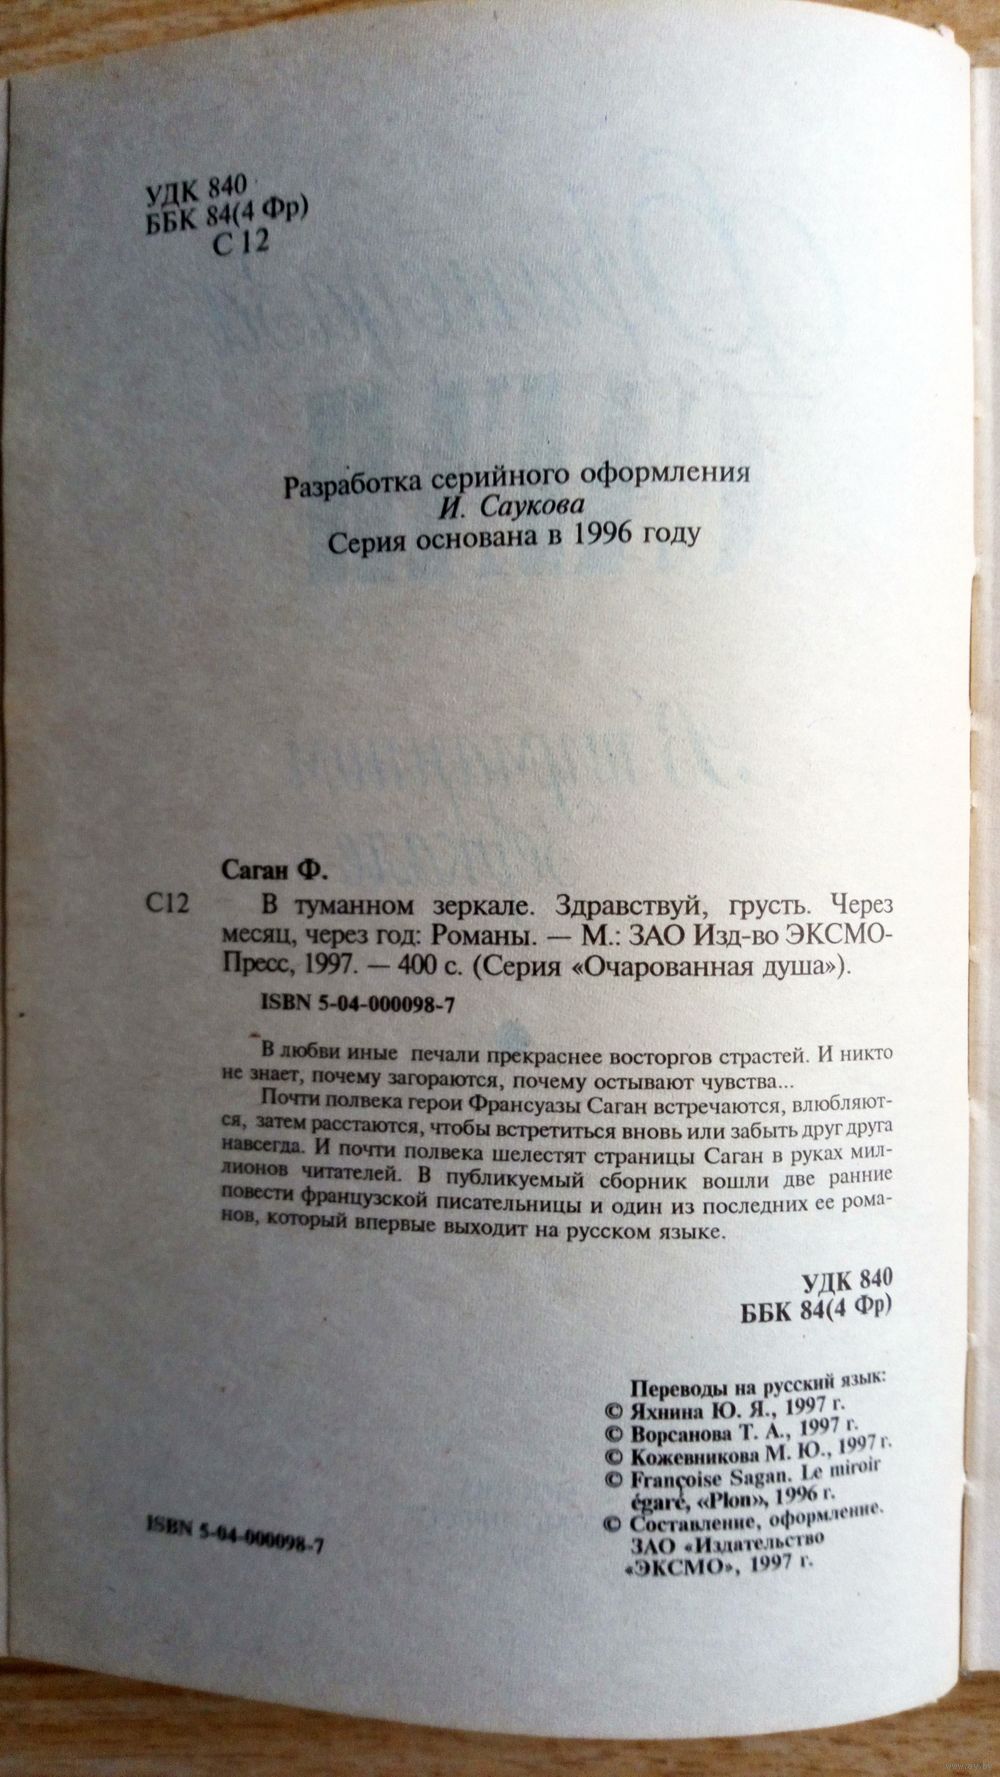 УДК 840
ББК 84(4 Фр)
С 12
Разработка серийного оформления
И. Саукова
Серия основана в 1996 году
Саган Ф.
С12 В туманном зеркале. Здравствуй, грусть. Через
месяц, через год: Романы. — М.: ЗАО Изд-во ЭКСМО-
Пресс, 1997. — 400 с. (Серия «Очарованная душа»).
ISBN 5-04-000098-7
В любви иные печали прекраснее восторгов страстей. И никто
не знает, почему загораются, почему остывают чувства...
Почти полвека герои Франсуазы Саган встречаются, влюбляют-
ся, затем расстаются, чтобы встретиться вновь или забыть друг друга
навсегда. И почти полвека шелестят страницы Саган в руках мил-
лионов читателей. В публикуемый сборник вошли две ранние
повести французской писательницы и один из последних ее рома-
нов, который впервые выходит на русском языке.
УДК 840
ББК 84(4 Фр)
Переводы на русский язык:
© Яхнина Ю. Я., 1997 г.
© Ворсанова Т. А., 1997 г.
© Кожевникова М. Ю., 1997 г.
© Françoise Sagan. Le miroir
égaré, «Plon», 1996 г.
© Составление, оформление.
ЗАО «Издательство
«ЭКСМО», 1997 г.
ISBN 5-04-000098-7